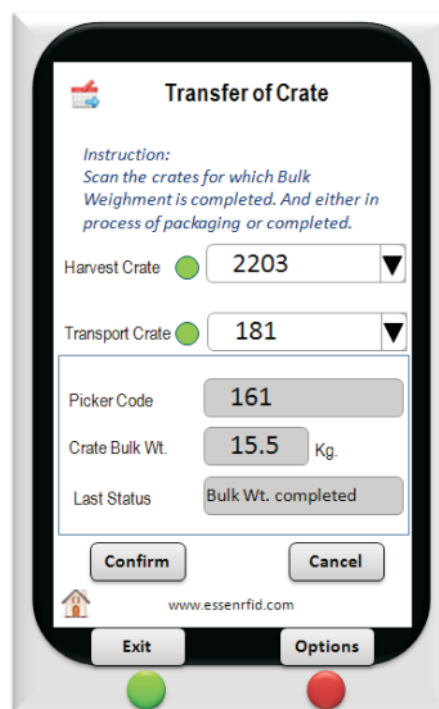 Transfer of Crate
Instruction:
Scan the crates for which Bulk
Weighment is completed. And either in
process of packaging or completed.
Harvest Crate 2203
Transport Crate 181
Picker Code 161
Crate Bulk Wt. 15.5 Kg.
Last Status Bulk Wt. completed
Confirm Cancel
www.essenrfid.com
Exit Options